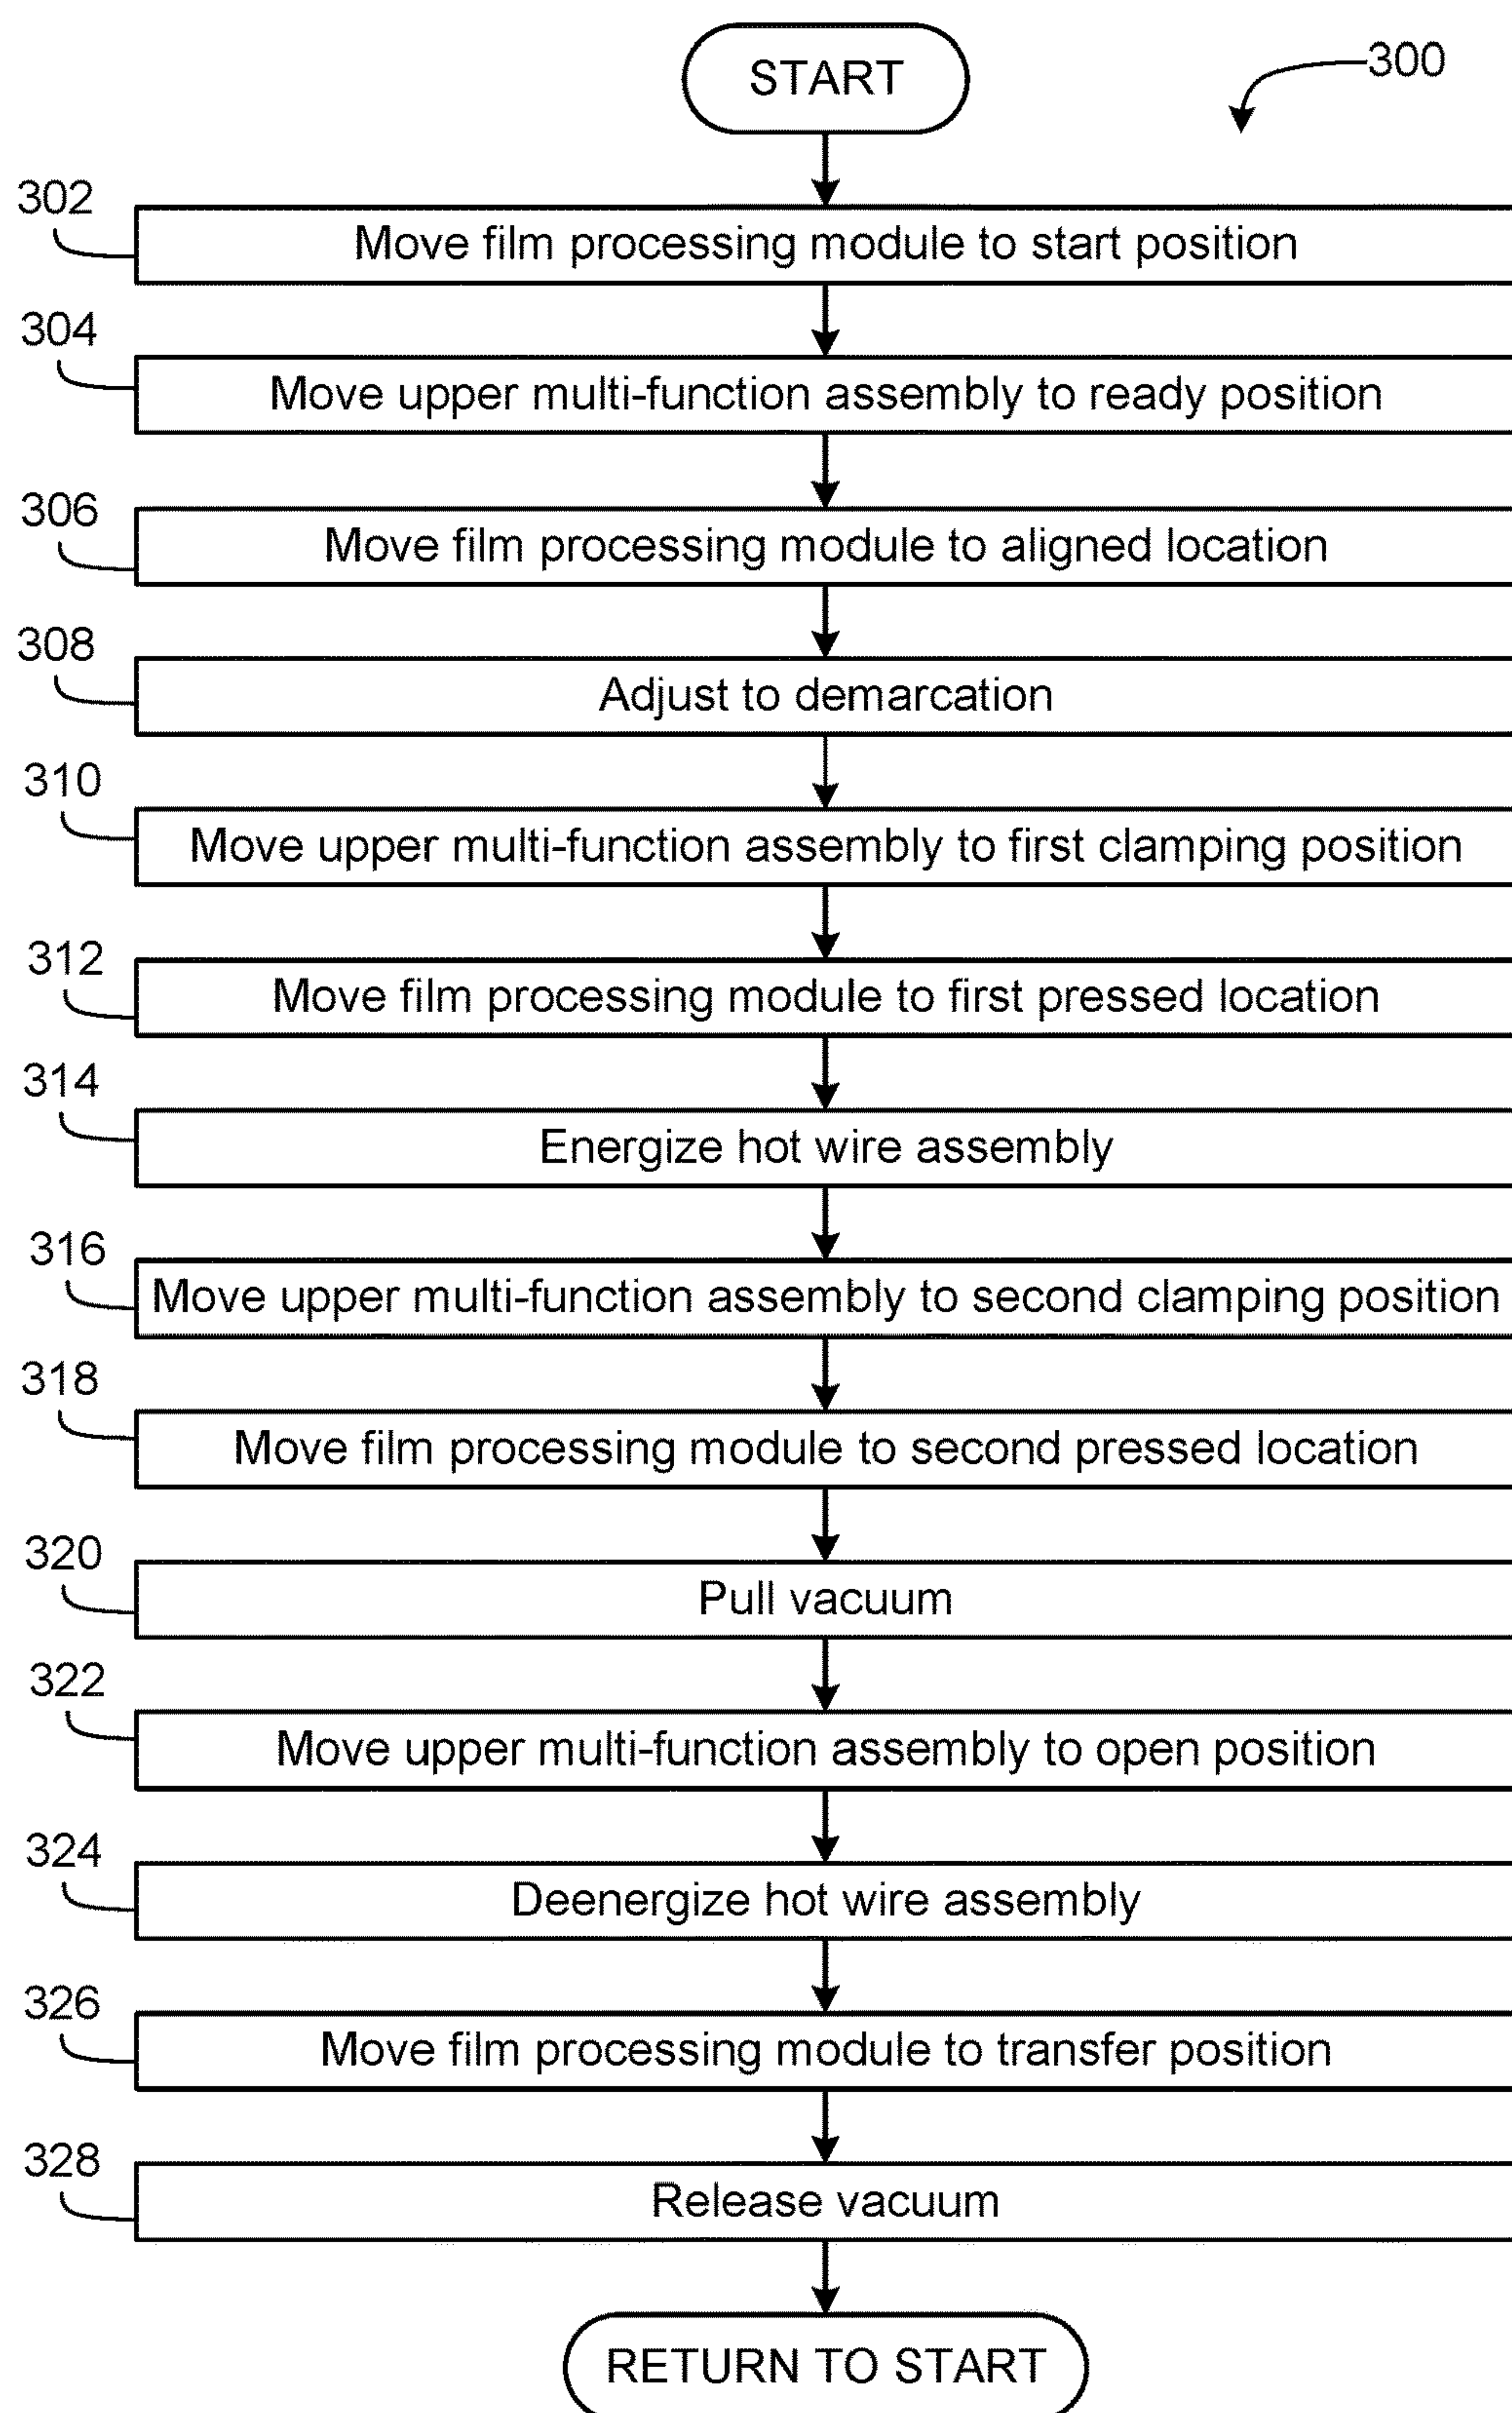 START
300
302
Move film processing module to start position
304
Move upper multi-function assembly to ready position
306
Move film processing module to aligned location
308
Adjust to demarcation
310
Move upper multi-function assembly to first clamping position
312
Move film processing module to first pressed location
314
Energize hot wire assembly
316
Move upper multi-function assembly to second clamping position
318
Move film processing module to second pressed location
320
Pull vacuum
322
Move upper multi-function assembly to open position
324
Deenergize hot wire assembly
326
Move film processing module to transfer position
328
Release vacuum
RETURN TO START